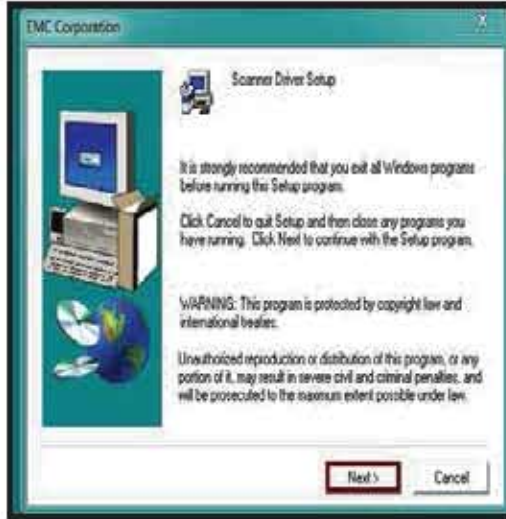 EMC Corporation
Scanner Driver Setup
It is strongly recommended that you exit all Windows programs
before running this Setup program.
Click Cancel to quit Setup and then close any programs you
have running. Click Next to continue with the Setup program.
WARNING: This program is protected by copyright law and
international treaties.
Unauthorized reproduction or distribution of this program, or any
portion of it, may result in severe civil and criminal penalties, and
will be prosecuted to the maximum extent possible under law.
Next >
Cancel